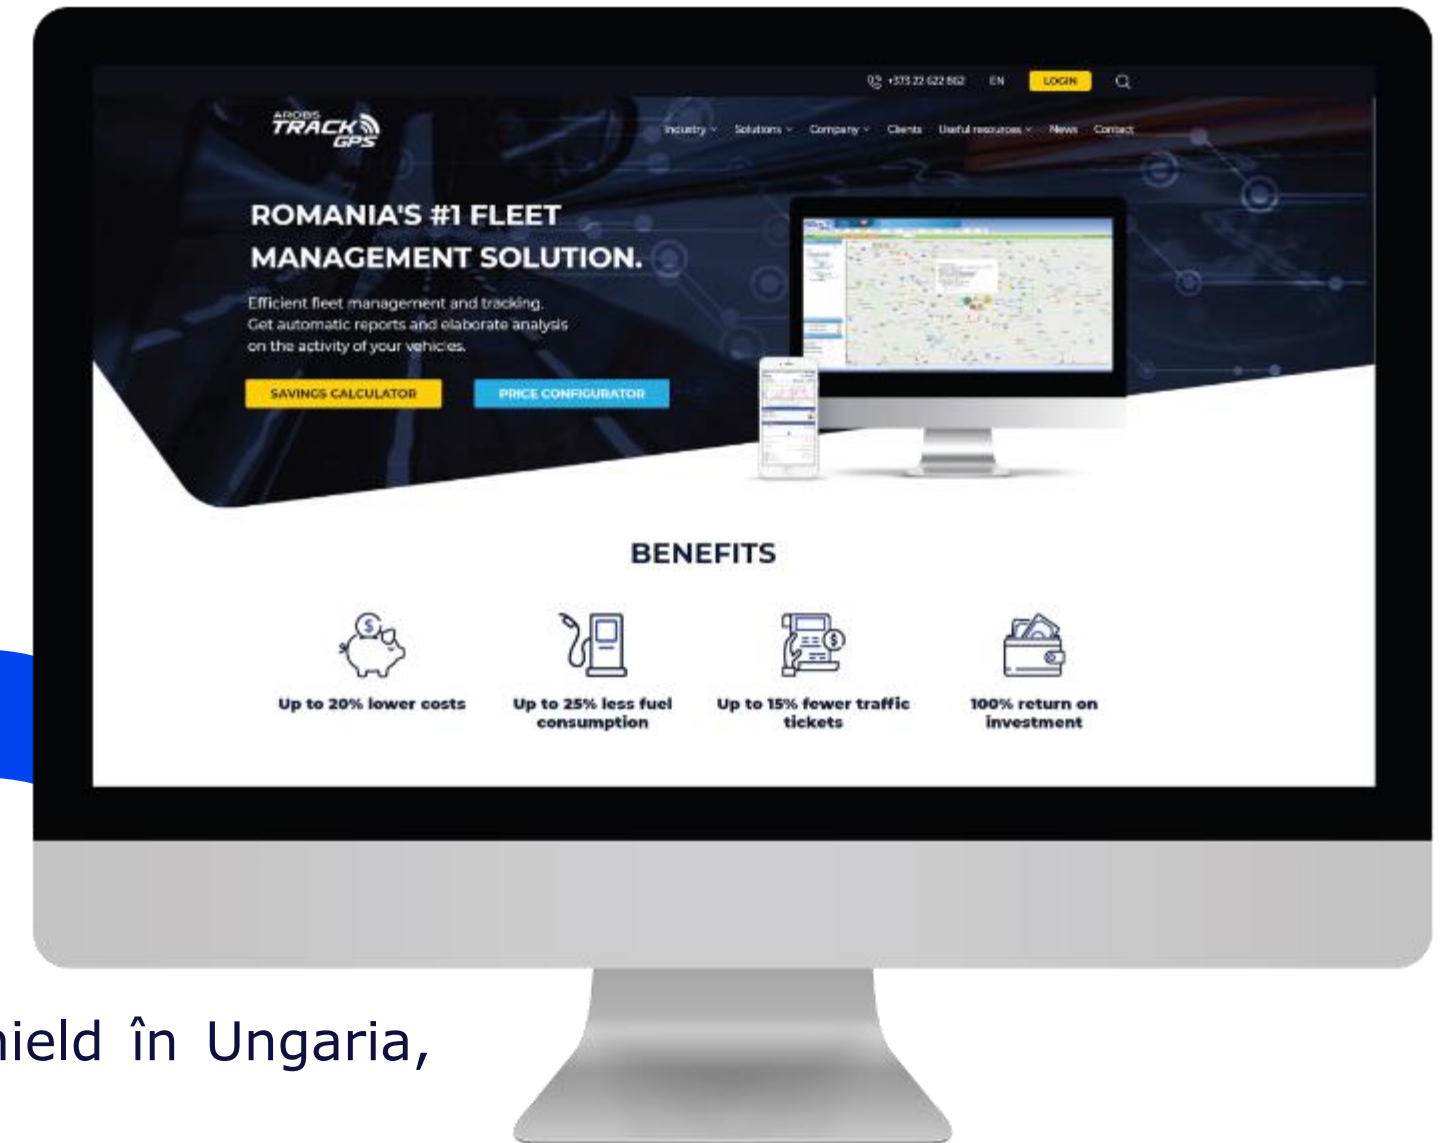 +373 22 622 862 EN LOGIN
AROBS
TRACK
GPS
Industry Solutions Company Clients Useful resources News Contact
ROMANIA'S #1 FLEET
MANAGEMENT SOLUTION.
Efficient fleet management and tracking.
Get automatic reports and elaborate analysis
on the activity of your vehicles.
SAVINGS CALCULATOR PRICE CONFIGURATOR
BENEFITS
Up to 20% lower costs
Up to 25% less fuel
consumption
Up to 15% fewer traffic
tickets
100% return on
investment
în Ungaria,